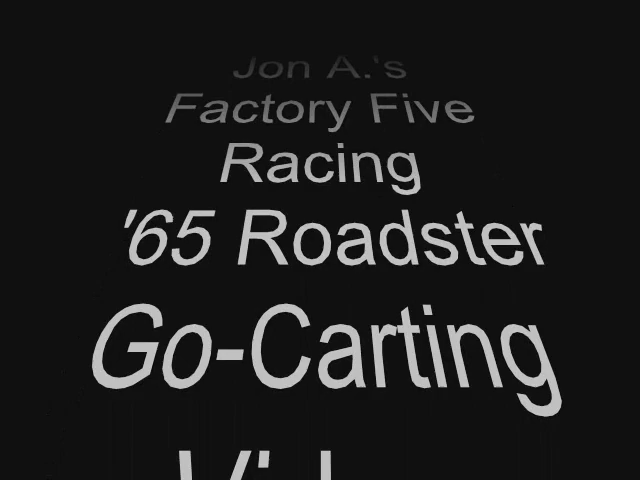 Jon A.'s
Factory Five
Racing
'65 Roadster
Go-Carting